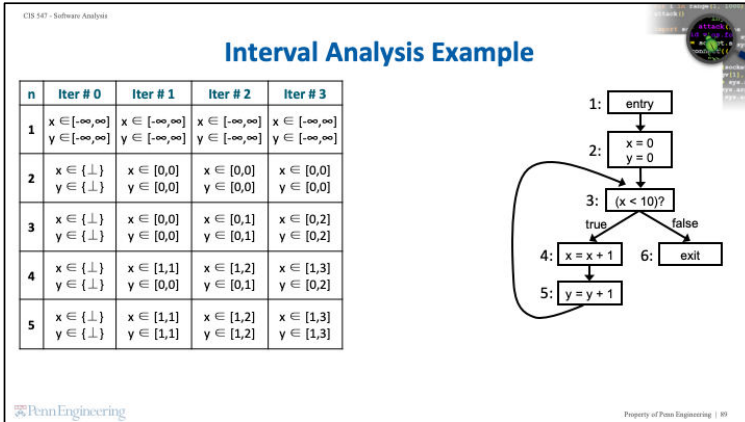 CIS 547 - Software Analysis
Interval Analysis Example
n Iter # 0 Iter # 1 Iter # 2 Iter # 3
1
x ∈ [-∞,∞] x ∈ [-∞,∞] x ∈ [-∞,∞] x ∈ [-∞,∞]
y ∈ [-∞,∞] y ∈ [-∞,∞] y ∈ [-∞,∞] y ∈ [-∞,∞]
2
x ∈ {⊥} x ∈ [0,0] x ∈ [0,0] x ∈ [0,0]
y ∈ {⊥} y ∈ [0,0] y ∈ [0,0] y ∈ [0,0]
3
x ∈ {⊥} x ∈ [0,0] x ∈ [0,1] x ∈ [0,2]
y ∈ {⊥} y ∈ [0,0] y ∈ [0,1] y ∈ [0,2]
4
x ∈ {⊥} x ∈ [1,1] x ∈ [1,2] x ∈ [1,3]
y ∈ {⊥} y ∈ [0,0] y ∈ [0,1] y ∈ [0,2]
5
x ∈ {⊥} x ∈ [1,1] x ∈ [1,2] x ∈ [1,3]
y ∈ {⊥} y ∈ [1,1] y ∈ [1,2] y ∈ [1,3]
1: entry
2:
x = 0
y = 0
3: (x < 10)?
true false
4: x = x + 1 6: exit
5: y = y + 1
Penn Engineering
Property of Penn Engineering | 89